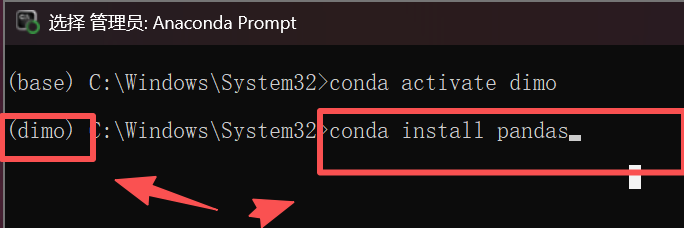 选择 管理员: Anaconda Prompt
(base) C:\Windows\System32>conda activate dimo
(dimo) C:\Windows\System32>conda install pandas